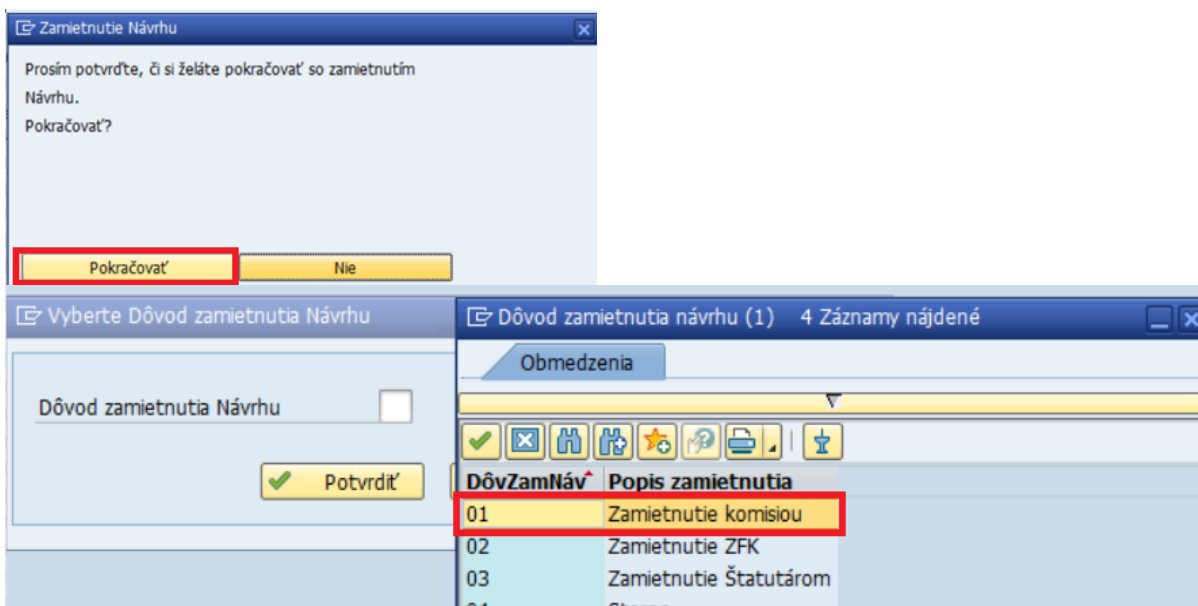 Zamietnutie Návrhu
Prosím potvrďte, či si želáte pokračovať so zamietnutím
Návrhu.
Pokračovať?
Pokračovať Nie
Vyberte Dôvod zamietnutia Návrhu
Dôvod zamietnutia Návrhu
Potvrdiť
Dôvod zamietnutia návrhu (1) 4 Záznamy nájdené
Obmedzenia
DôvZamNáv Popis zamietnutia
01 Zamietnutie komisiou
02 Zamietnutie ZFK
03 Zamietnutie Štatutárom